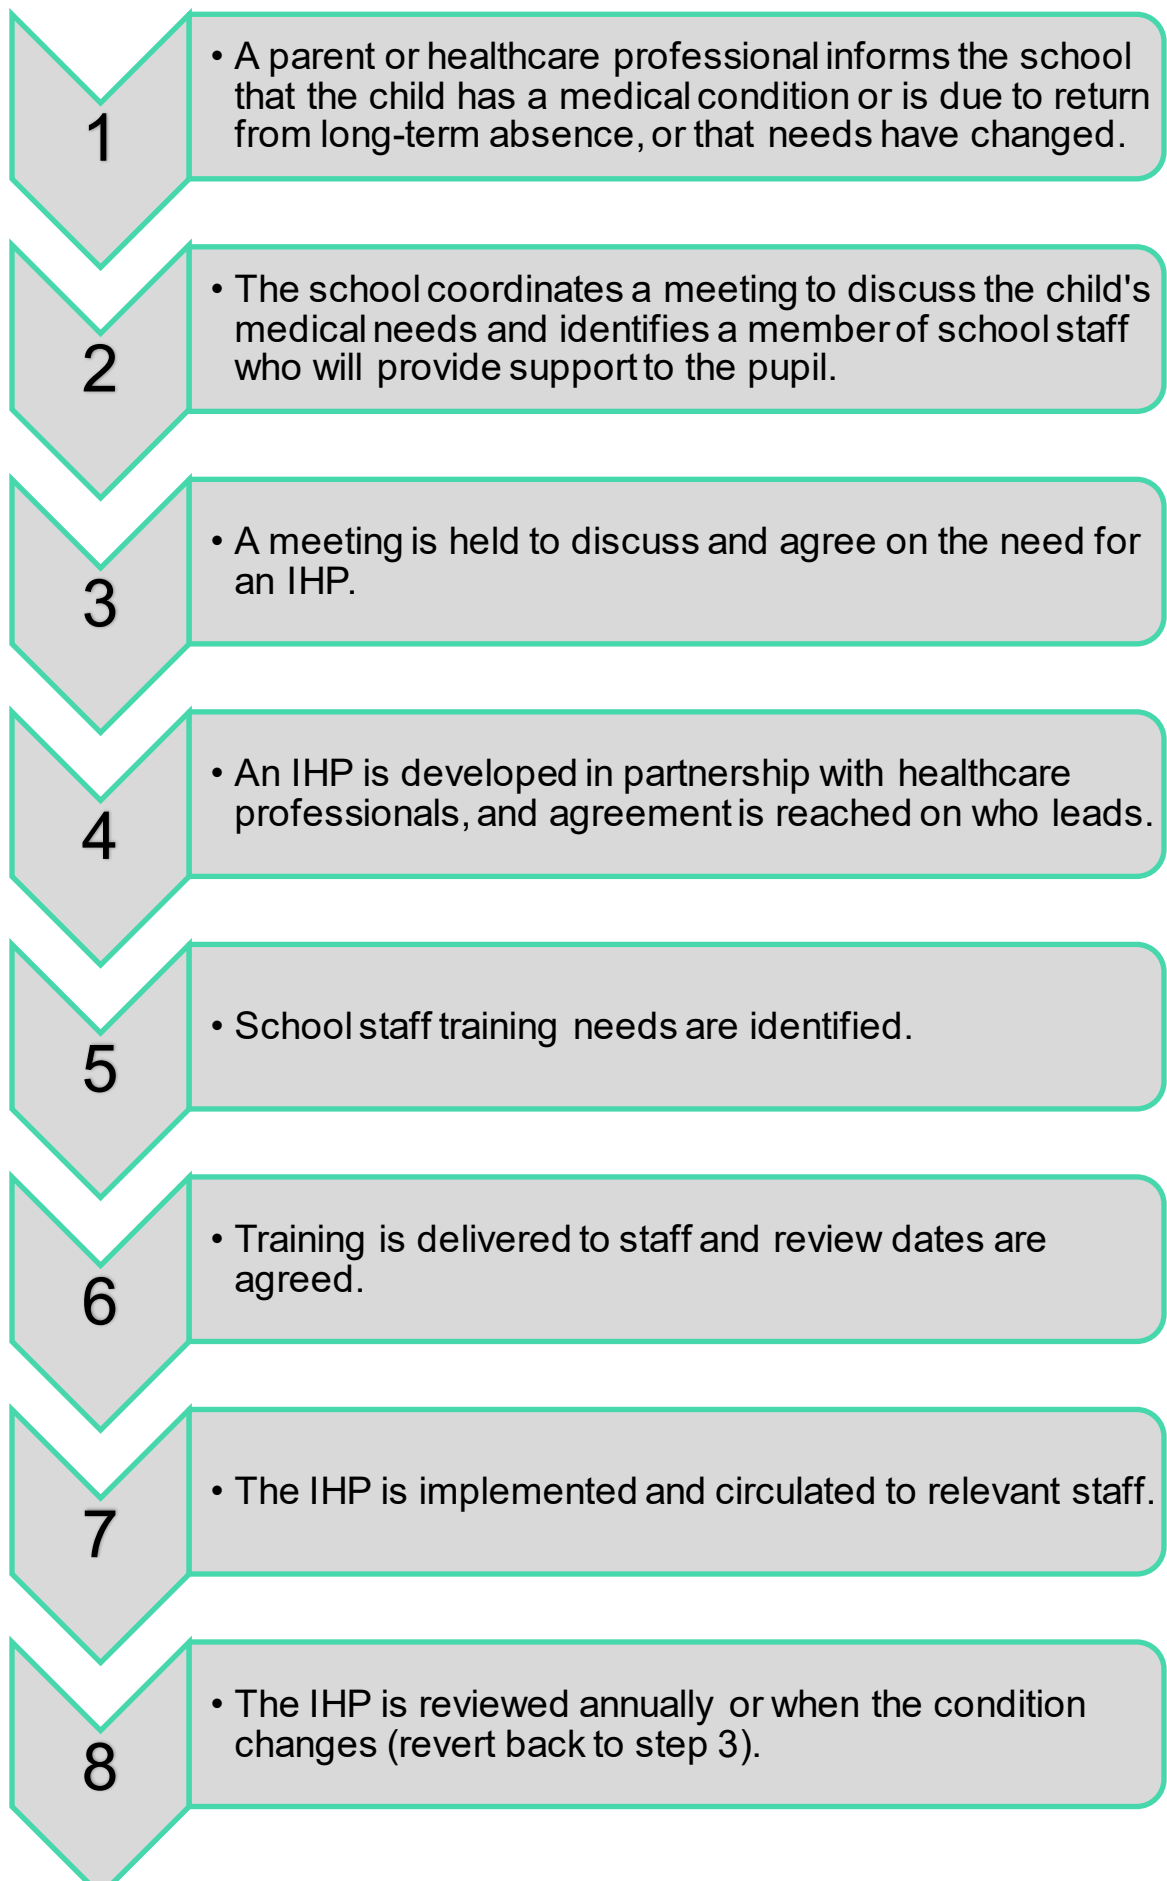 1
• A parent or healthcare professional informs the school
that the child has a medical condition or is due to return
from long-term absence, or that needs have changed.
2
• The school coordinates a meeting to discuss the child's
medical needs and identifies a member of school staff
who will provide support to the pupil.
3
• A meeting is held to discuss and agree on the need for
an IHP.
4
• An IHP is developed in partnership with healthcare
professionals, and agreement is reached on who leads.
5
• School staff training needs are identified.
6
• Training is delivered to staff and review dates are
agreed.
7
• The IHP is implemented and circulated to relevant staff.
8
• The IHP is reviewed annually or when the condition
changes (revert back to step 3).